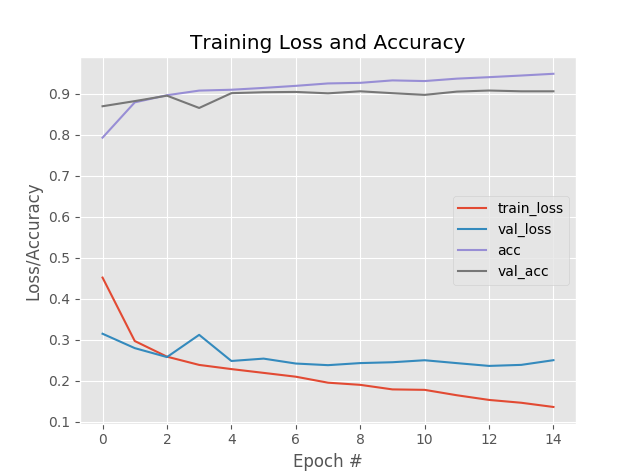 Training Loss and Accuracy
Loss/Accuracy
0.9
0.8
0.7
0.6
0.5
0.4
0.3
0.2
0.1
train_loss
val_loss
acc
val_acc
0 2 4 6 8 10 12 14
Epoch #